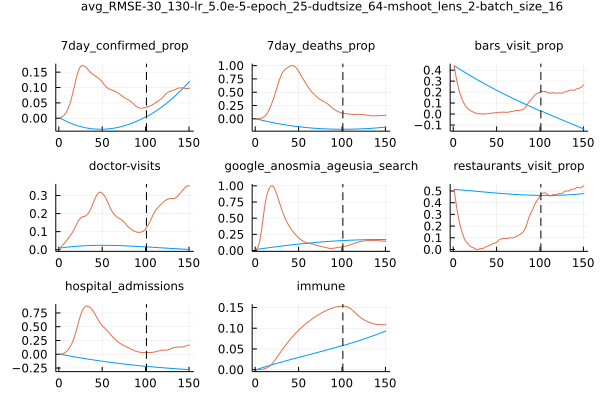 avg_RMSE-30_130-lr_5.0e-5-epoch_25-dudtsize_64-mshoot_lens_2-batch_size_16
7day_confirmed_prop 7day_deaths_prop bars_visit_prop
0.15 0.10 0.05 0.00
1.00 0.75 0.50 0.25 0.00
0.4 0.3 0.2 0.1 0.0 −0.1
0 50 100 150 0 50 100 150 0 50 100 150
doctor-visits google_anosmia_ageusia_search restaurants_visit_prop
0.3 0.2 0.1 0.0
1.00 0.75 0.50 0.25 0.00
0.5 0.4 0.3 0.2 0.1 0.0
0 50 100 150 0 50 100 150 0 50 100 150
hospital_admissions immune
0.75 0.50 0.25 0.00 −0.25
0.15 0.10 0.05 0.00
0 50 100 150 0 50 100 150